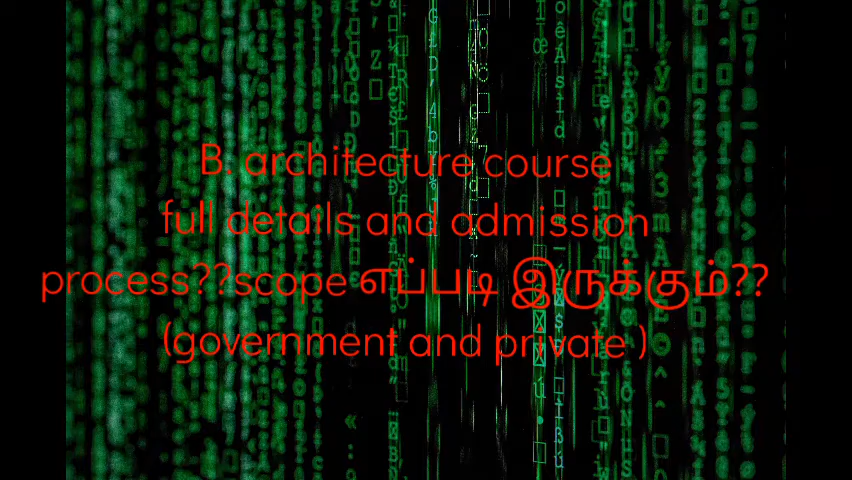 B. architecture course
full details and admission
process??scope எப்படி இருக்கும்??
(government and private )